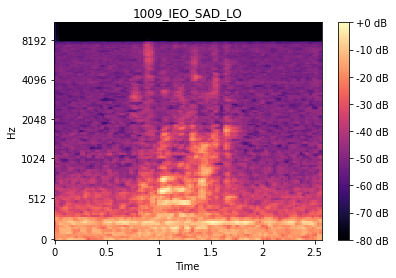 1009_IEO_SAD_LO
+0 dB
8192
-10 dB
4096
-20 dB
-30 dB
2048
Hz
-40 dB
1024
-50 dB
512
-60 dB
-70 dB
0
-80 dB
0 0.5 1 1.5 2 2.5
Time